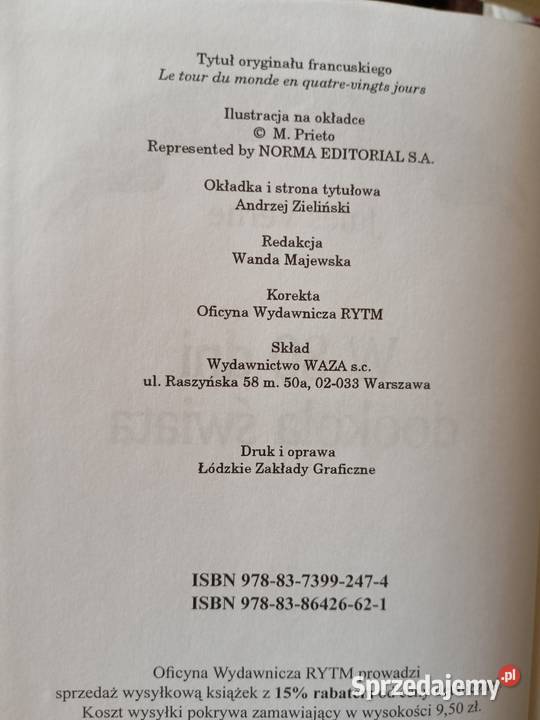 Tytuł oryginału francuskiego
Le tour du monde en quatre-vingts jours
Ilustracja na okładce
© M. Prieto
Represented by NORMA EDITORIAL S.A.
Okładka i strona tytułowa
Andrzej Zieliński
Redakcja
Wanda Majewska
Korekta
Oficyna Wydawnicza RYTM
Skład
Wydawnictwo WAZA s.c.
ul. Raszyńska 58 m. 50a, 02-033 Warszawa
Druk i oprawa
Łódzkie Zakłady Graficzne
ISBN 978-83-7399-247-4
ISBN 978-83-86426-62-1
Oficyna Wydawnicza RYTM prowadzi
sprzedaż wysyłkową książek z 15% rabatem od
Koszt wysyłki pokrywa zamawiający w wysokości 9,50 zł.
Sprzedajemy.pl